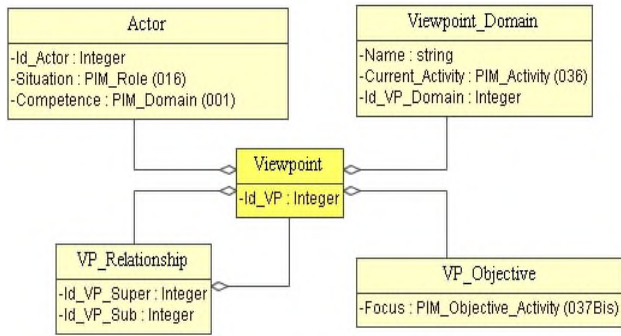 Actor
-Id_Actor : Integer
-Situation : PIM_Role (016)
-Competence : PIM_Domain (001)
Viewpoint_Domain
-Name : string
-Current_Activity : PIM_Activity (036)
-Id_VP_Domain : Integer
Viewpoint
-Id_VP : Integer
VP_Relationship
-Id_VP_Super : Integer
-Id_VP_Sub : Integer
VP_Objective
-Focus : PIM_Objective_Activity (037Bis)